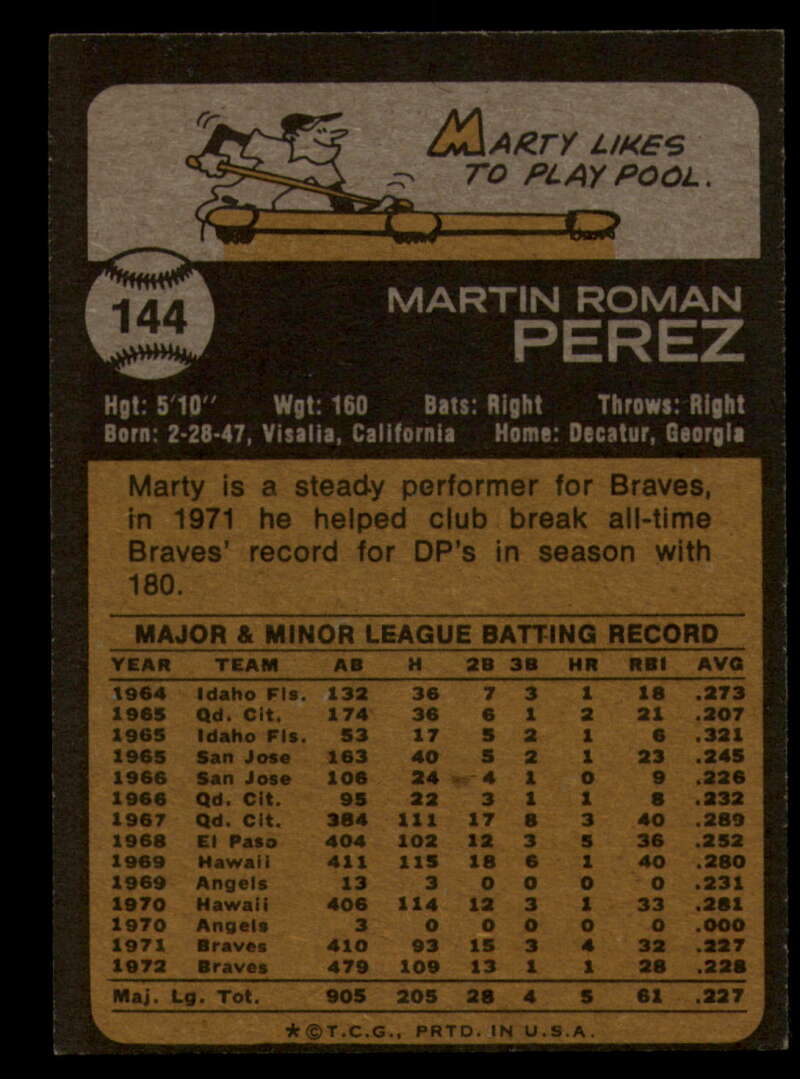 MARTY LIKES
TO PLAY POOL.
144
MARTIN ROMAN
PEREZ
Hgt: 5'10" Wgt: 160 Bats: Right Throws: Right
Born: 2-28-47, Visalia, California Home: Decatur, Georgia
Marty is a steady performer for Braves,
in 1971 he helped club break all-time
Braves' record for DP's in season with
180.
MAJOR & MINOR LEAGUE BATTING RECORD
YEAR TEAM AB H 2B 3B HR RBI AVG
1964 Idaho Fls. 132 36 7 3 1 18 .273
1965 Qd. Cit. 174 36 6 1 2 21 .207
1965 Idaho Fls. 53 17 5 2 1 6 .321
1965 San Jose 163 40 5 2 1 23 .245
1966 San Jose 106 24 4 1 0 9 .226
1966 Qd. Cit. 95 22 3 1 1 8 .232
1967 Qd. Cit. 384 111 17 8 3 40 .289
1968 El Paso 404 102 12 3 5 36 .252
1969 Hawaii 411 115 18 6 1 40 .280
1969 Angels 13 3 0 0 0 0 .231
1970 Hawaii 406 114 12 3 1 33 .281
1970 Angels 3 0 0 0 0 0 .000
1971 Braves 410 93 15 3 4 32 .227
1972 Braves 479 109 13 1 1 28 .228
Maj. Lg. Tot. 905 205 28 4 5 61 .227
*©T.C.G., PRTD. IN U.S.A.